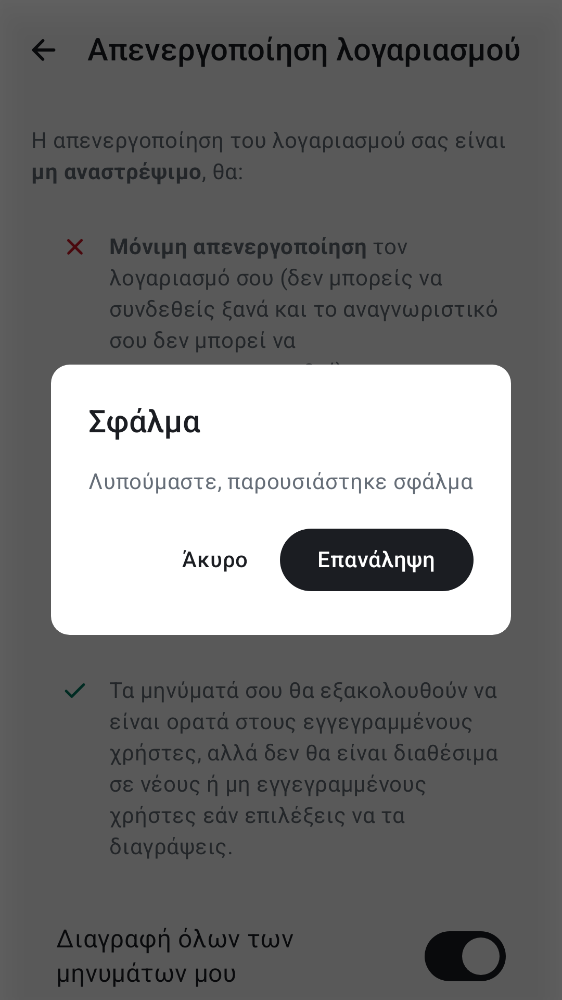 Απενεργοποίηση λογαριασμού
Η απενεργοποίηση του λογαριασμού σας είναι
μη αναστρέψιμο, θα:
Μόνιμη απενεργοποίηση τον
λογαριασμό σου (δεν μπορείς να
συνδεθείς ξανά και το αναγνωριστικό
σου δεν μπορεί να
Σφάλμα
Λυπούμαστε, παρουσιάστηκε σφάλμα
Άκυρο
Επανάληψη
Τα μηνύματά σου θα εξακολουθούν να
είναι ορατά στους εγγεγραμμένους
χρήστες, αλλά δεν θα είναι διαθέσιμα
σε νέους ή μη εγγεγραμμένους
χρήστες εάν επιλέξεις να τα
διαγράψεις.
Διαγραφή όλων των
μηνυμάτων μου